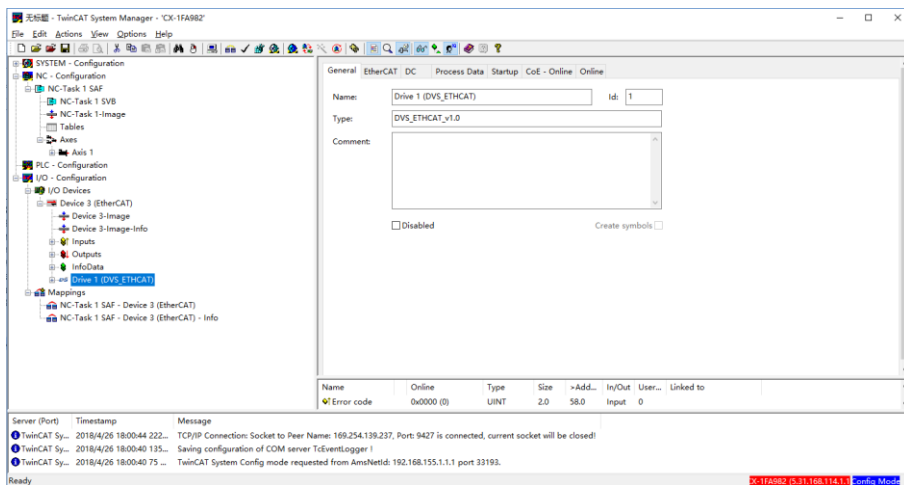 无标题 - TwinCAT System Manager - 'CX-1FA982'
File Edit Actions View Options Help
SYSTEM - Configuration
NC - Configuration
NC-Task 1 SAF
NC-Task 1 SVB
NC-Task 1-Image
Tables
Axes
Axis 1
PLC - Configuration
I/O - Configuration
I/O Devices
Device 3 (EtherCAT)
Device 3-Image
Device 3-Image-Info
Inputs
Outputs
InfoData
Drive 1 (DVS_ETHCAT)
Mappings
NC-Task 1 SAF - Device 3 (EtherCAT)
NC-Task 1 SAF - Device 3 (EtherCAT) - Info
General EtherCAT DC Process Data Startup CoE - Online Online
Name: Drive 1 (DVS_ETHCAT) Id: 1
Type: DVS_ETHCAT_v1.0
Comment:
Disabled Create symbols
Name Online Type Size >Add... In/Out User... Linked to
Error code 0x0000 (0) UINT 2.0 58.0 Input 0
Server (Port) Timestamp Message
TwinCAT Sy... 2018/4/26 18:00:44 222... TCP/IP Connection: Socket to Peer Name: 169.254.139.237, Port: 9427 is connected, current socket will be closed!
TwinCAT Sy... 2018/4/26 18:00:40 135... Saving configuration of COM server TcEventLogger !
TwinCAT Sy... 2018/4/26 18:00:40 75 ... TwinCAT System Config mode requested from AmsNetId: 192.168.155.1.1.1 port 33193.
Ready CX-1FA982 (5.31.168.114.1.1 Config Mode